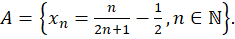 A = {xₙ = n/(2n+1) − 1/2, n ∈ ℕ}.